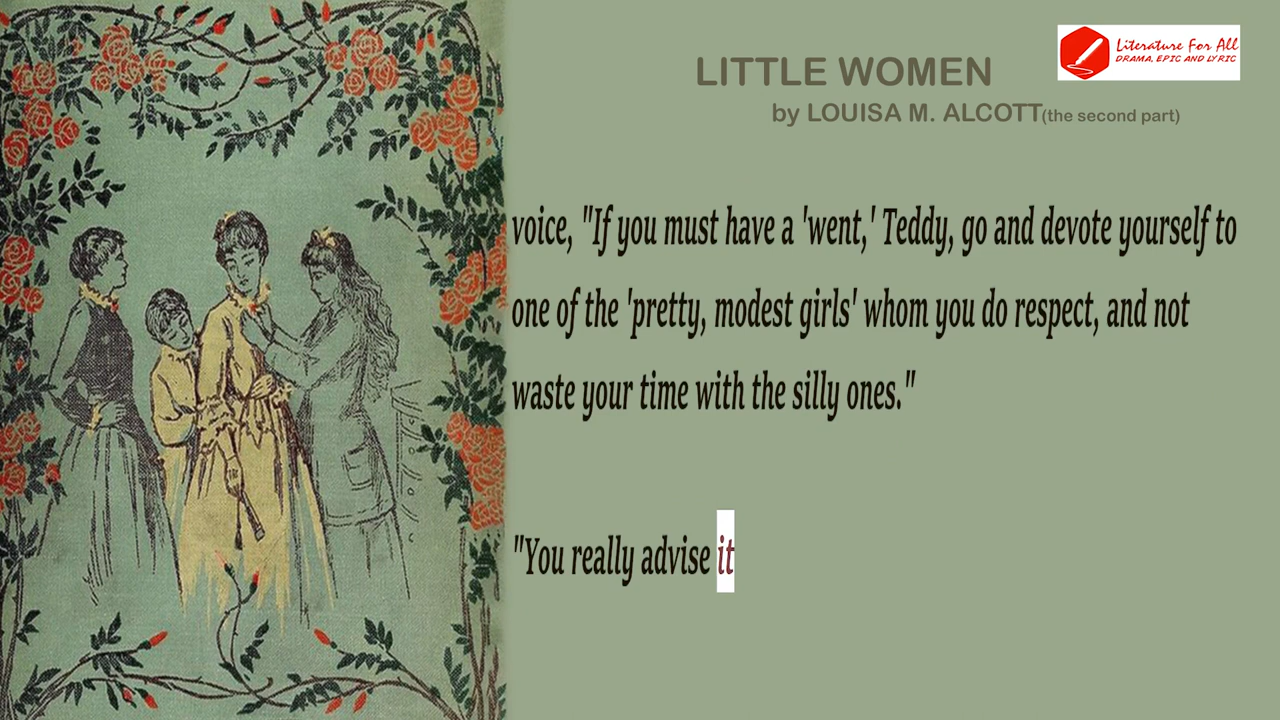 LITTLE WOMEN
by LOUISA M. ALCOTT(the second part)
Literature For All
DRAMA, EPIC AND LYRIC
voice, "If you must have a 'went,' Teddy, go and devote yourself to
one of the 'pretty, modest girls' whom you do respect, and not
waste your time with the silly ones."
"You really advise it